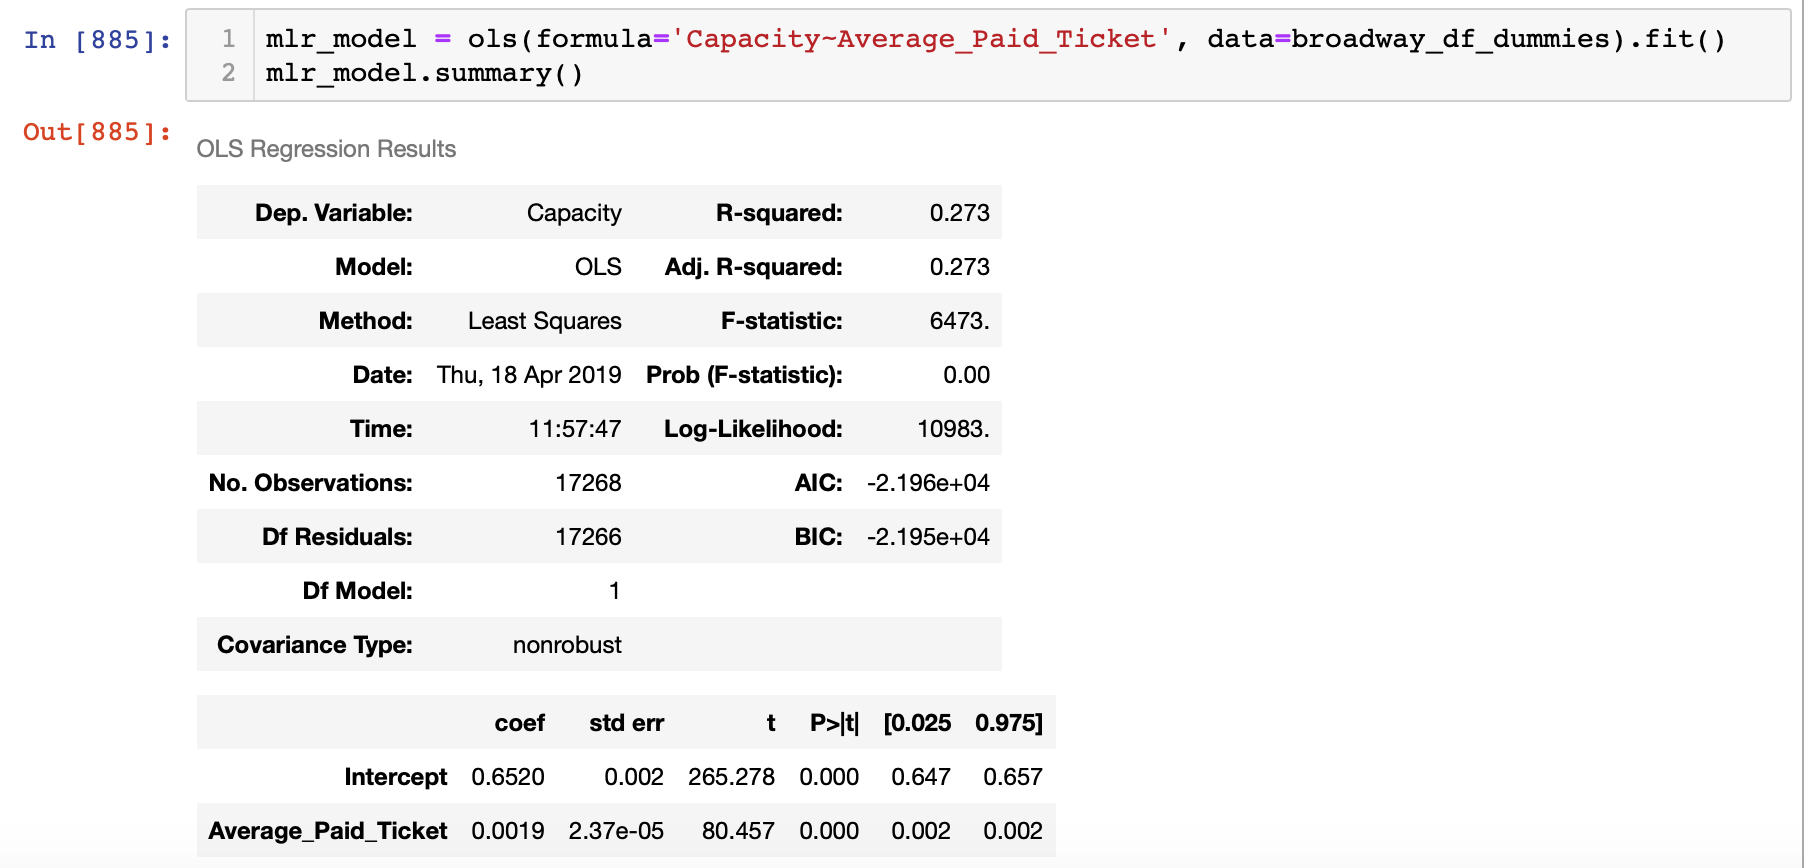 In [885]:
1 mlr_model = ols(formula='Capacity~Average_Paid_Ticket', data=broadway_df_dummies).fit()
2 mlr_model.summary()
Out[885]:
OLS Regression Results
Dep. Variable: Capacity R-squared: 0.273
Model: OLS Adj. R-squared: 0.273
Method: Least Squares F-statistic: 6473.
Date: Thu, 18 Apr 2019 Prob (F-statistic): 0.00
Time: 11:57:47 Log-Likelihood: 10983.
No. Observations: 17268 AIC: -2.196e+04
Df Residuals: 17266 BIC: -2.195e+04
Df Model: 1
Covariance Type: nonrobust
coef std err t P>|t| [0.025 0.975]
Intercept 0.6520 0.002 265.278 0.000 0.647 0.657
Average_Paid_Ticket 0.0019 2.37e-05 80.457 0.000 0.002 0.002